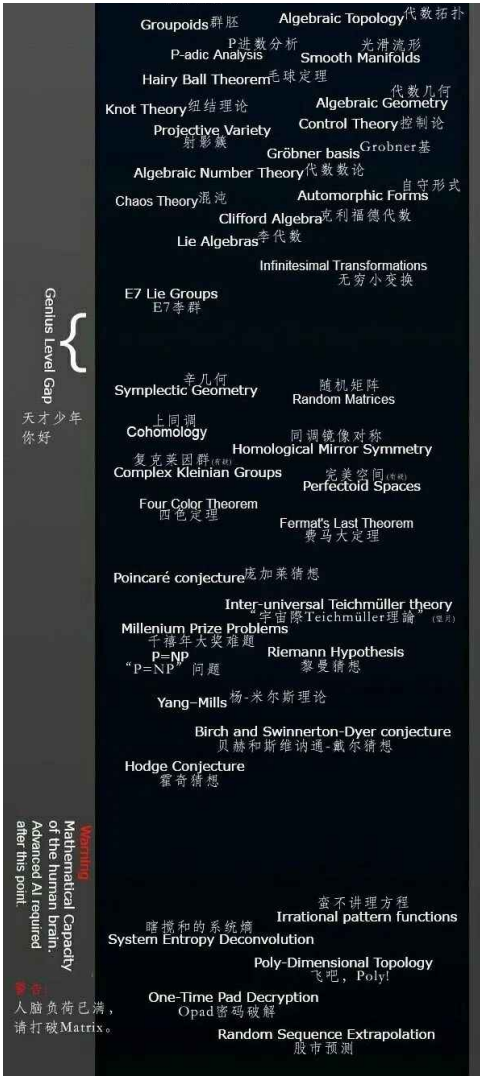 Groupoids群胚
Algebraic Topology代数拓扑
P进数分析
P-adic Analysis
光滑流形
Smooth Manifolds
Hairy Ball Theorem毛球定理
代数几何
Algebraic Geometry
Knot Theory纽结理论
Control Theory控制论
Projective Variety
射影簇
Gröbner basisGrobner基
Algebraic Number Theory代数数论
自守形式
Automorphic Forms
Chaos Theory混沌
Clifford Algebra克利福德代数
Lie Algebras李代数
Infinitesimal Transformations
无穷小变换
E7 Lie Groups
E7李群
Genius Level Gap
{
天才少年
你好
辛几何
Symplectic Geometry
随机矩阵
Random Matrices
上同调
Cohomology
同调镜像对称
Homological Mirror Symmetry
复克莱因群(有疑)
Complex Kleinian Groups
完美空间(有疑)
Perfectoid Spaces
Four Color Theorem
四色定理
Fermat's Last Theorem
费马大定理
Poincaré conjecture庞加莱猜想
Inter-universal Teichmüller theory
“宇宙際Teichmüller理論”(望月)
Millenium Prize Problems
千禧年大奖难题
P=NP
“P=NP”问题
Riemann Hypothesis
黎曼猜想
Yang–Mills杨-米尔斯理论
Birch and Swinnerton-Dyer conjecture
贝赫和斯维讷通-戴尔猜想
Hodge Conjecture
霍奇猜想
Warning
Mathematical Capacity
of the human brain.
Advanced AI required
after this point.
警告:
人脑负荷已满，
请打破Matrix。
蛮不讲理方程
Irrational pattern functions
瞎搅和的系统熵
System Entropy Deconvolution
Poly-Dimensional Topology
飞吧，Poly!
One-Time Pad Decryption
Opad密码破解
Random Sequence Extrapolation
股市预测